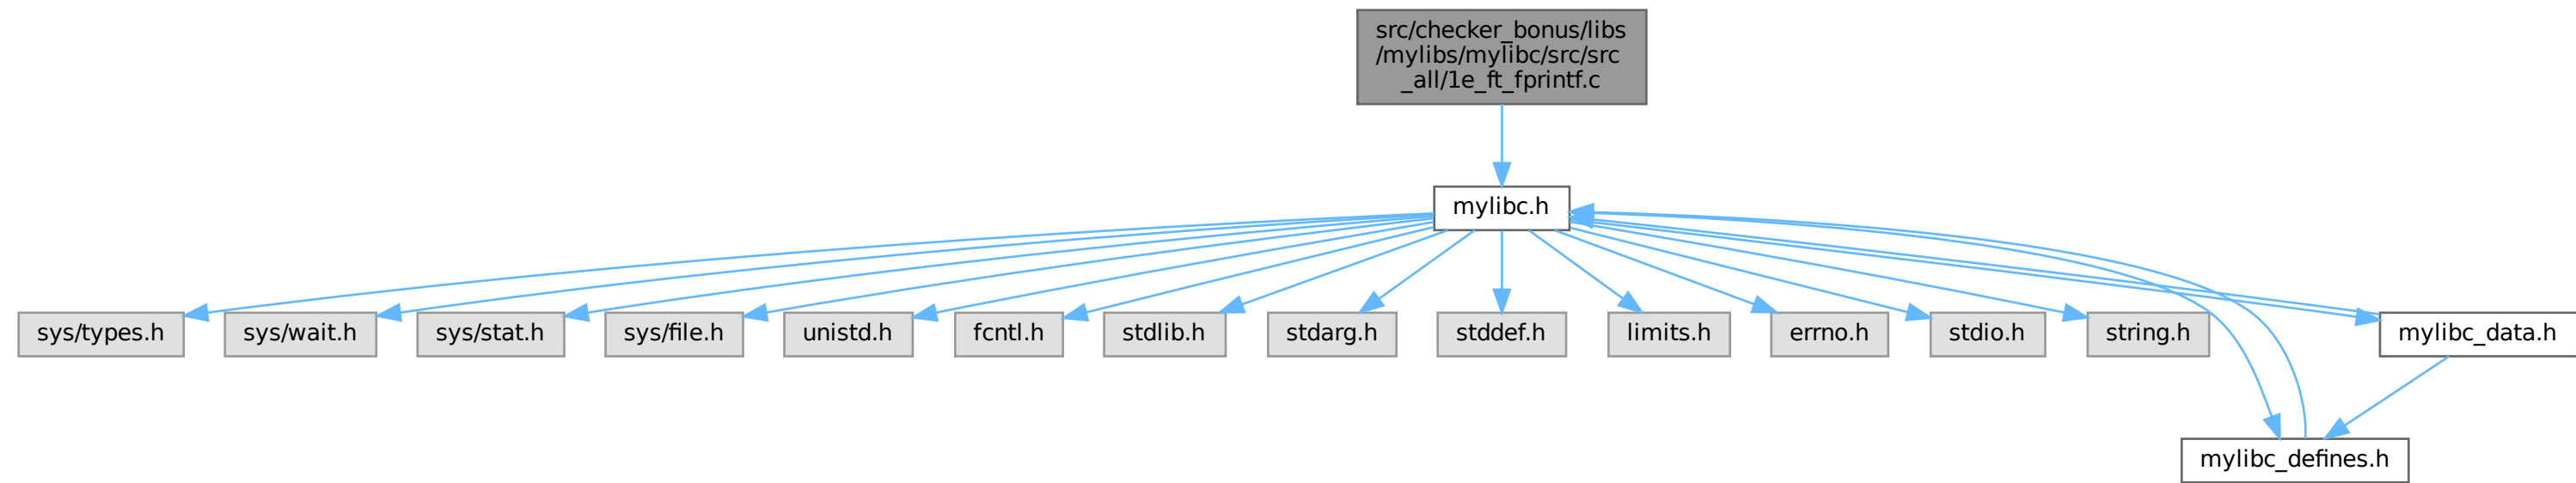 src/checker_bonus/libs
/mylibs/mylibc/src/src
_all/1e_ft_fprintf.c
mylibc.h
sys/types.h
sys/wait.h
sys/stat.h
sys/file.h
unistd.h
fcntl.h
stdlib.h
stdarg.h
stddef.h
limits.h
errno.h
stdio.h
string.h
mylibc_data.h
mylibc_defines.h